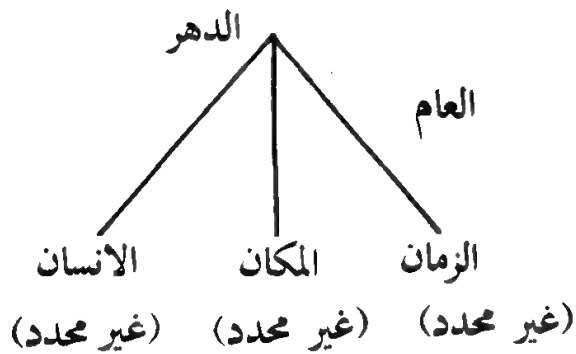 الدهر
العام
الزمان المكان الانسان
(غير محدد) (غير محدد) (غير محدد)